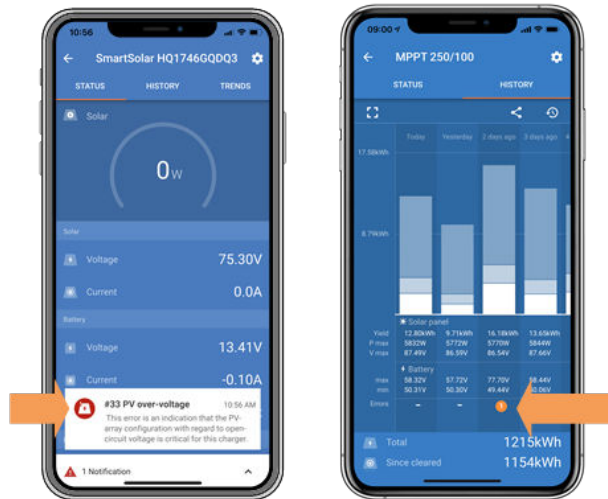 10:56
SmartSolar HQ1746GQDQ3
STATUS HISTORY TRENDS
Solar
0W
Solar
Voltage 75.30V
Current 0.0A
Battery
Voltage 13.41V
Current -0.10A
#33 PV over-voltage 10:56 AM
This error is an indication that the PV-
array configuration with regard to open-
circuit voltage is critical for this charger.
1 Notification
09:00
MPPT 250/100
STATUS HISTORY
Today Yesterday 2 days ago 3 days ago
17.58kWh
8.79kWh
Solar panel
Yield 12.80kWh 9.71kWh 16.18kWh 13.65kWh
P max 5832W 5772W 5770W 5844W
V max 87.49V 86.59V 86.54V 87.66V
Battery
max 58.32V 57.72V 77.70V 58.44V
min 50.31V 50.30V 49.44V 50.06V
Errors – – 1
Total 1215kWh
Since cleared 1154kWh